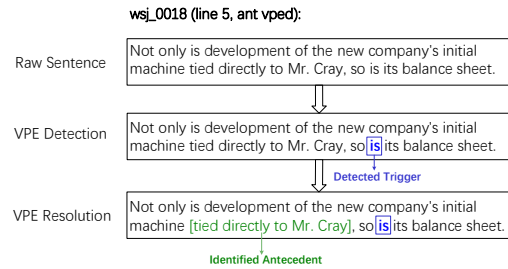 wsj_0018 (line 5, ant vped):
Raw Sentence
Not only is development of the new company's initial
machine tied directly to Mr. Cray, so is its balance sheet.
VPE Detection
Not only is development of the new company's initial
machine tied directly to Mr. Cray, so is its balance sheet.
Detected Trigger
VPE Resolution
Not only is development of the new company's initial
machine [tied directly to Mr. Cray], so is its balance sheet.
Identified Antecedent